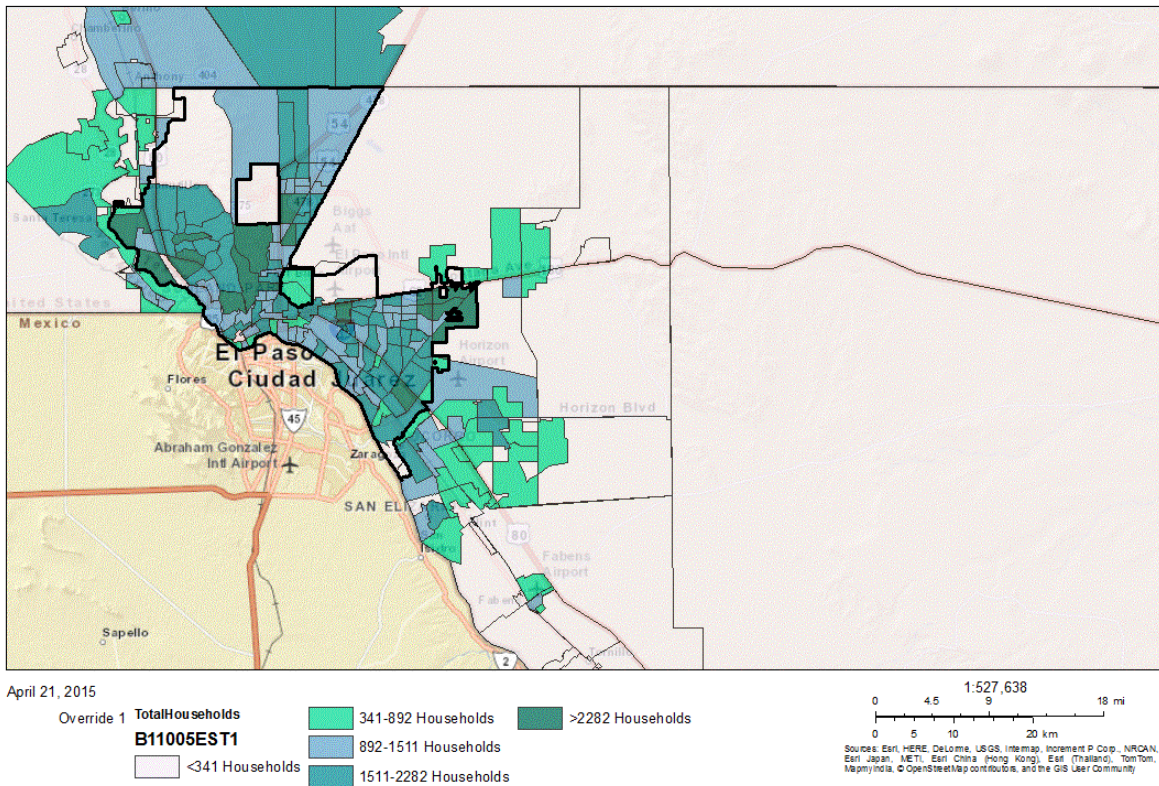 Chamberino
28
Anthony
404
54
54
Santa Teresa
375
Biggs
Aaf
El Paso Intl
Airport
United States
Mexico
El Paso
Ciudad Juarez
Horizon
Airport
Flores
45
Horizon Blvd
Abraham Gonzalez
Intl Airport
SAN ELIZARIO
80
Fabens
Airport
Sapello
2
Tornillo
April 21, 2015
Override 1 TotalHouseholds
B11005EST1
<341 Households
341-892 Households
892-1511 Households
1511-2282 Households
>2282 Households
1:527,638
0 4.5 9 18 mi
0 5 10 20 km
Sources: Esri, HERE, DeLorme, USGS, Intermap, increment P Corp., NRCAN,
Esri Japan, METI, Esri China (Hong Kong), Esri (Thailand), TomTom,
MapmyIndia, © OpenStreetMap contributors, and the GIS User Community